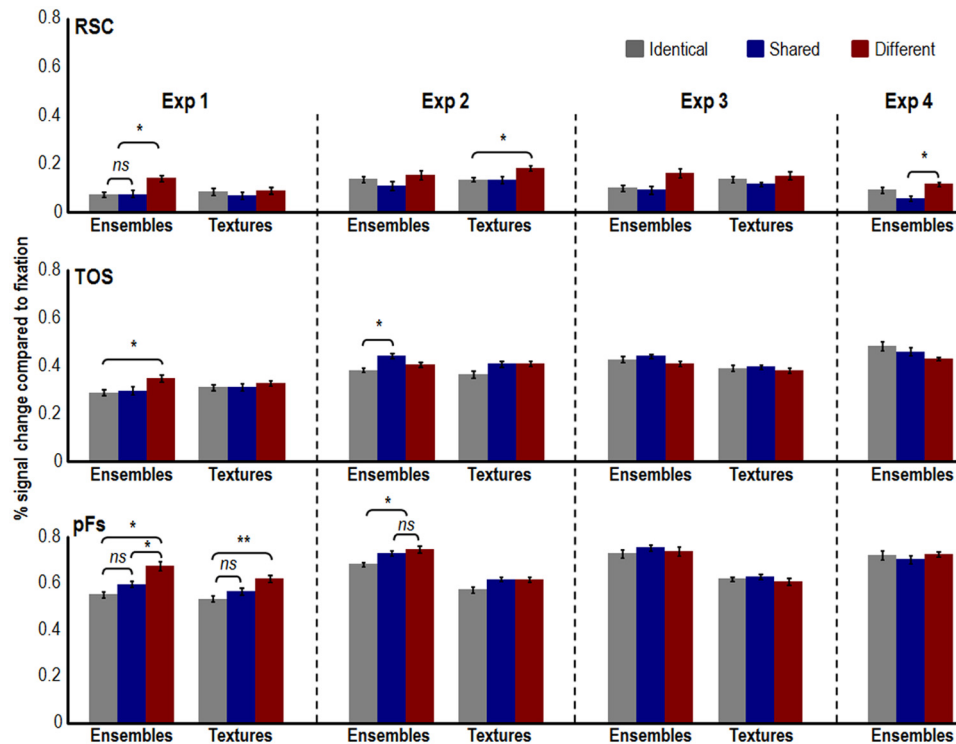 % signal change compared to fixation
RSC
Identical Shared Different
Exp 1 Exp 2 Exp 3 Exp 4
0.8
0.6
0.4
0.2
0
* ns * *
Ensembles Textures Ensembles Textures Ensembles Textures Ensembles
TOS
0.8
0.6
0.4
0.2
0
* *
Ensembles Textures Ensembles Textures Ensembles Textures Ensembles
pFs
0.8
0.6
0.4
0.2
0
* ns * ** ns * ns
Ensembles Textures Ensembles Textures Ensembles Textures Ensembles